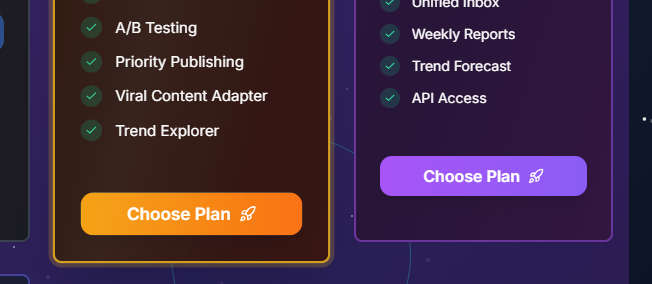 A/B Testing
Priority Publishing
Viral Content Adapter
Trend Explorer
Choose Plan
Unified Inbox
Weekly Reports
Trend Forecast
API Access
Choose Plan